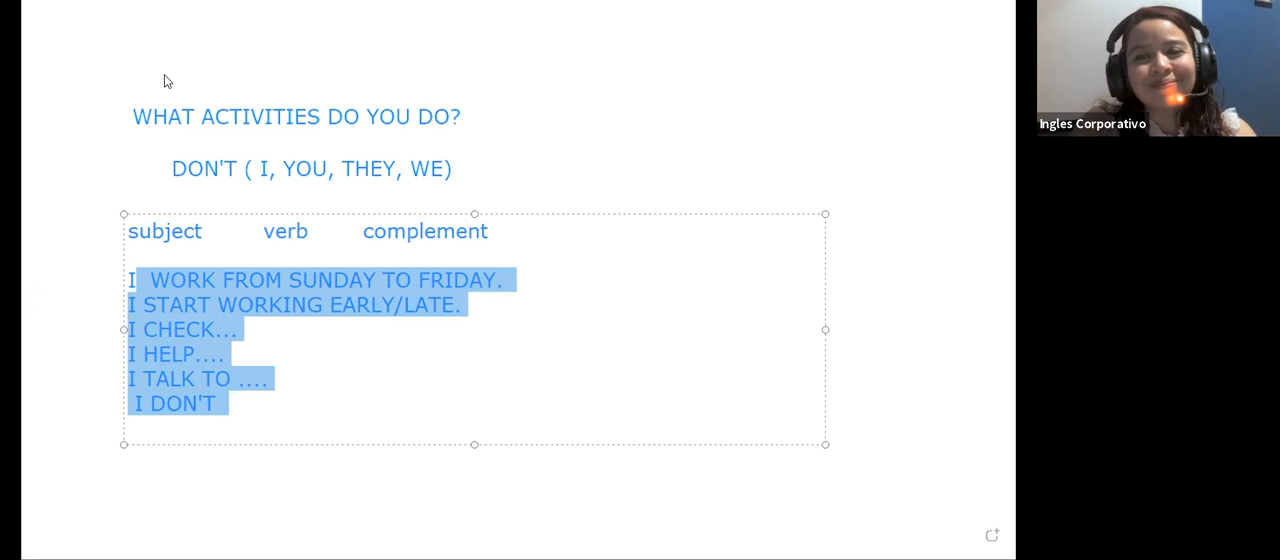 WHAT ACTIVITIES DO YOU DO?
DON'T ( I, YOU, THEY, WE)
subject verb complement
I WORK FROM SUNDAY TO FRIDAY.
I START WORKING EARLY/LATE.
I CHECK...
I HELP....
I TALK TO ....
I DON'T
Ingles Corporativo